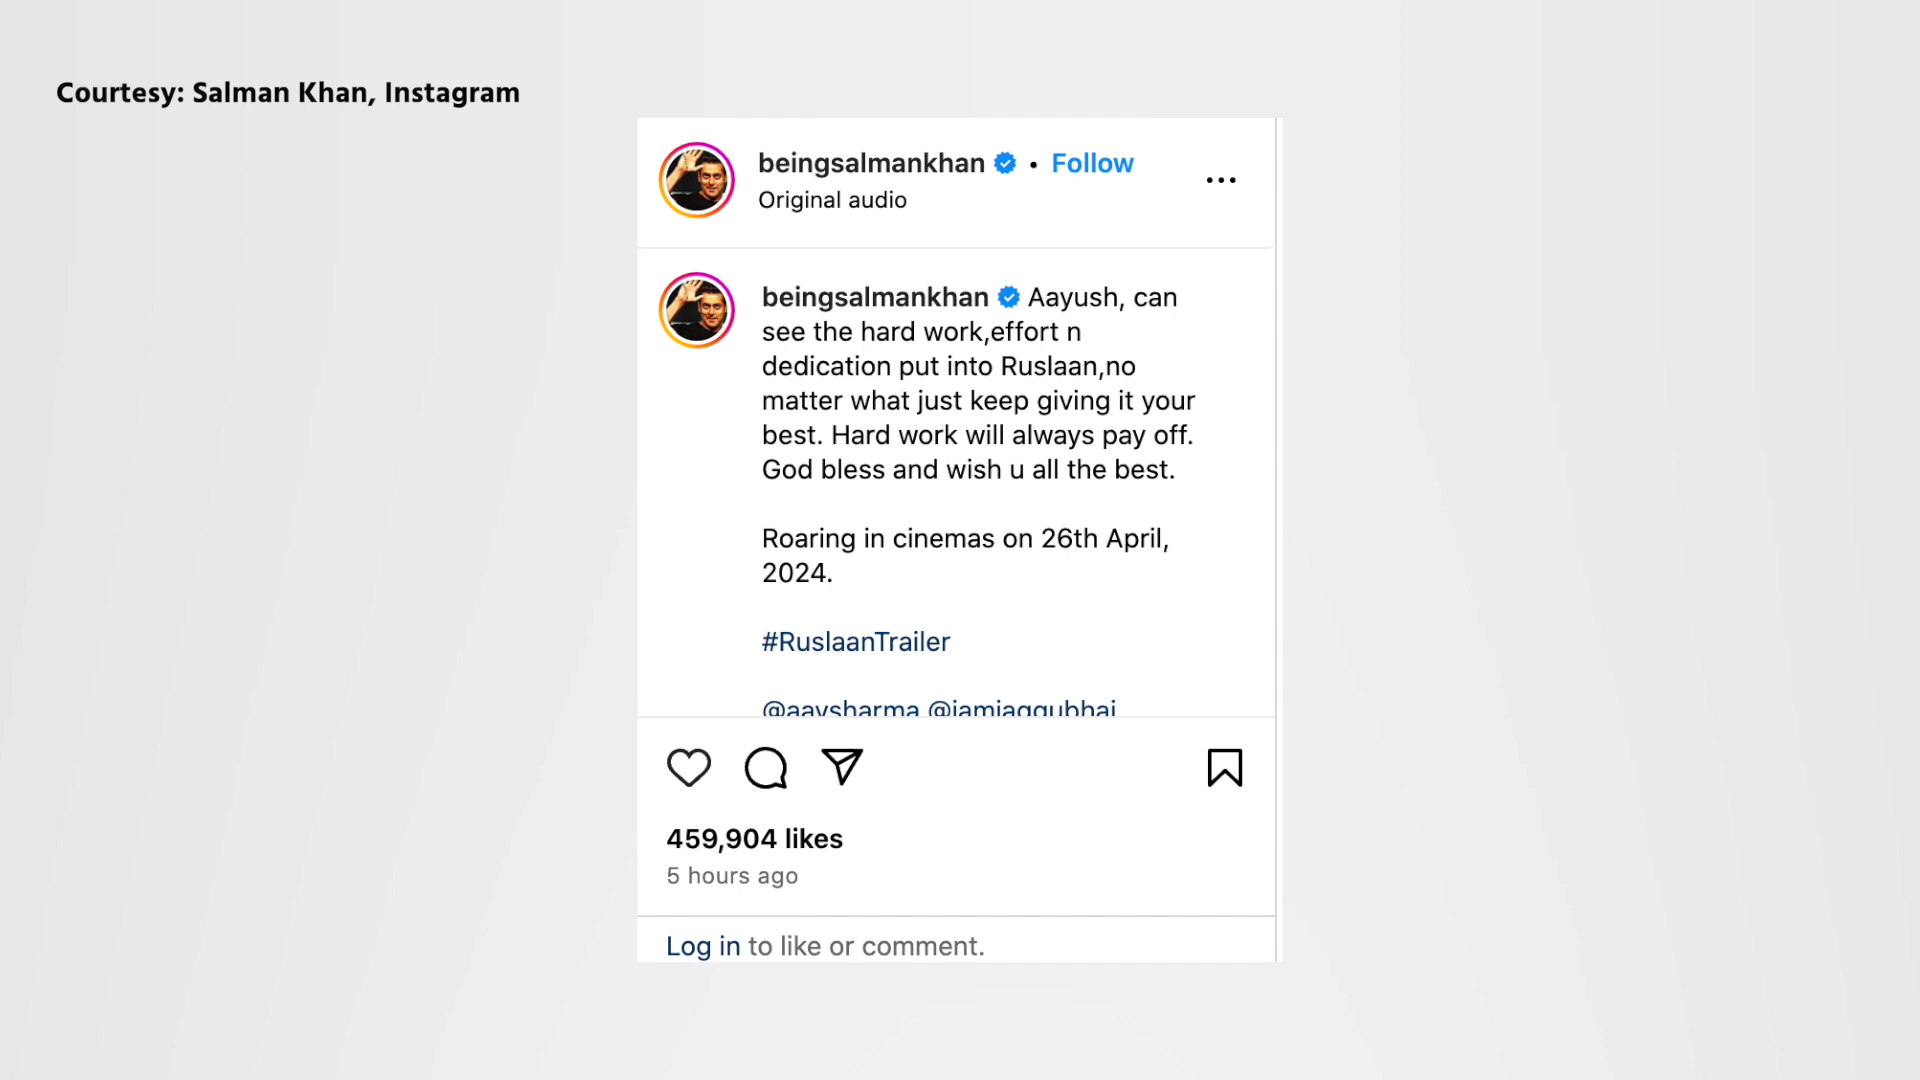 Courtesy: Salman Khan, Instagram
beingsalmankhan • Follow
Original audio
beingsalmankhan Aayush, can
see the hard work,effort n
dedication put into Ruslaan,no
matter what just keep giving it your
best. Hard work will always pay off.
God bless and wish u all the best.
Roaring in cinemas on 26th April,
2024.
#RuslaanTrailer
@aaysharma @iamjaggubhai
459,904 likes
5 hours ago
Log in to like or comment.